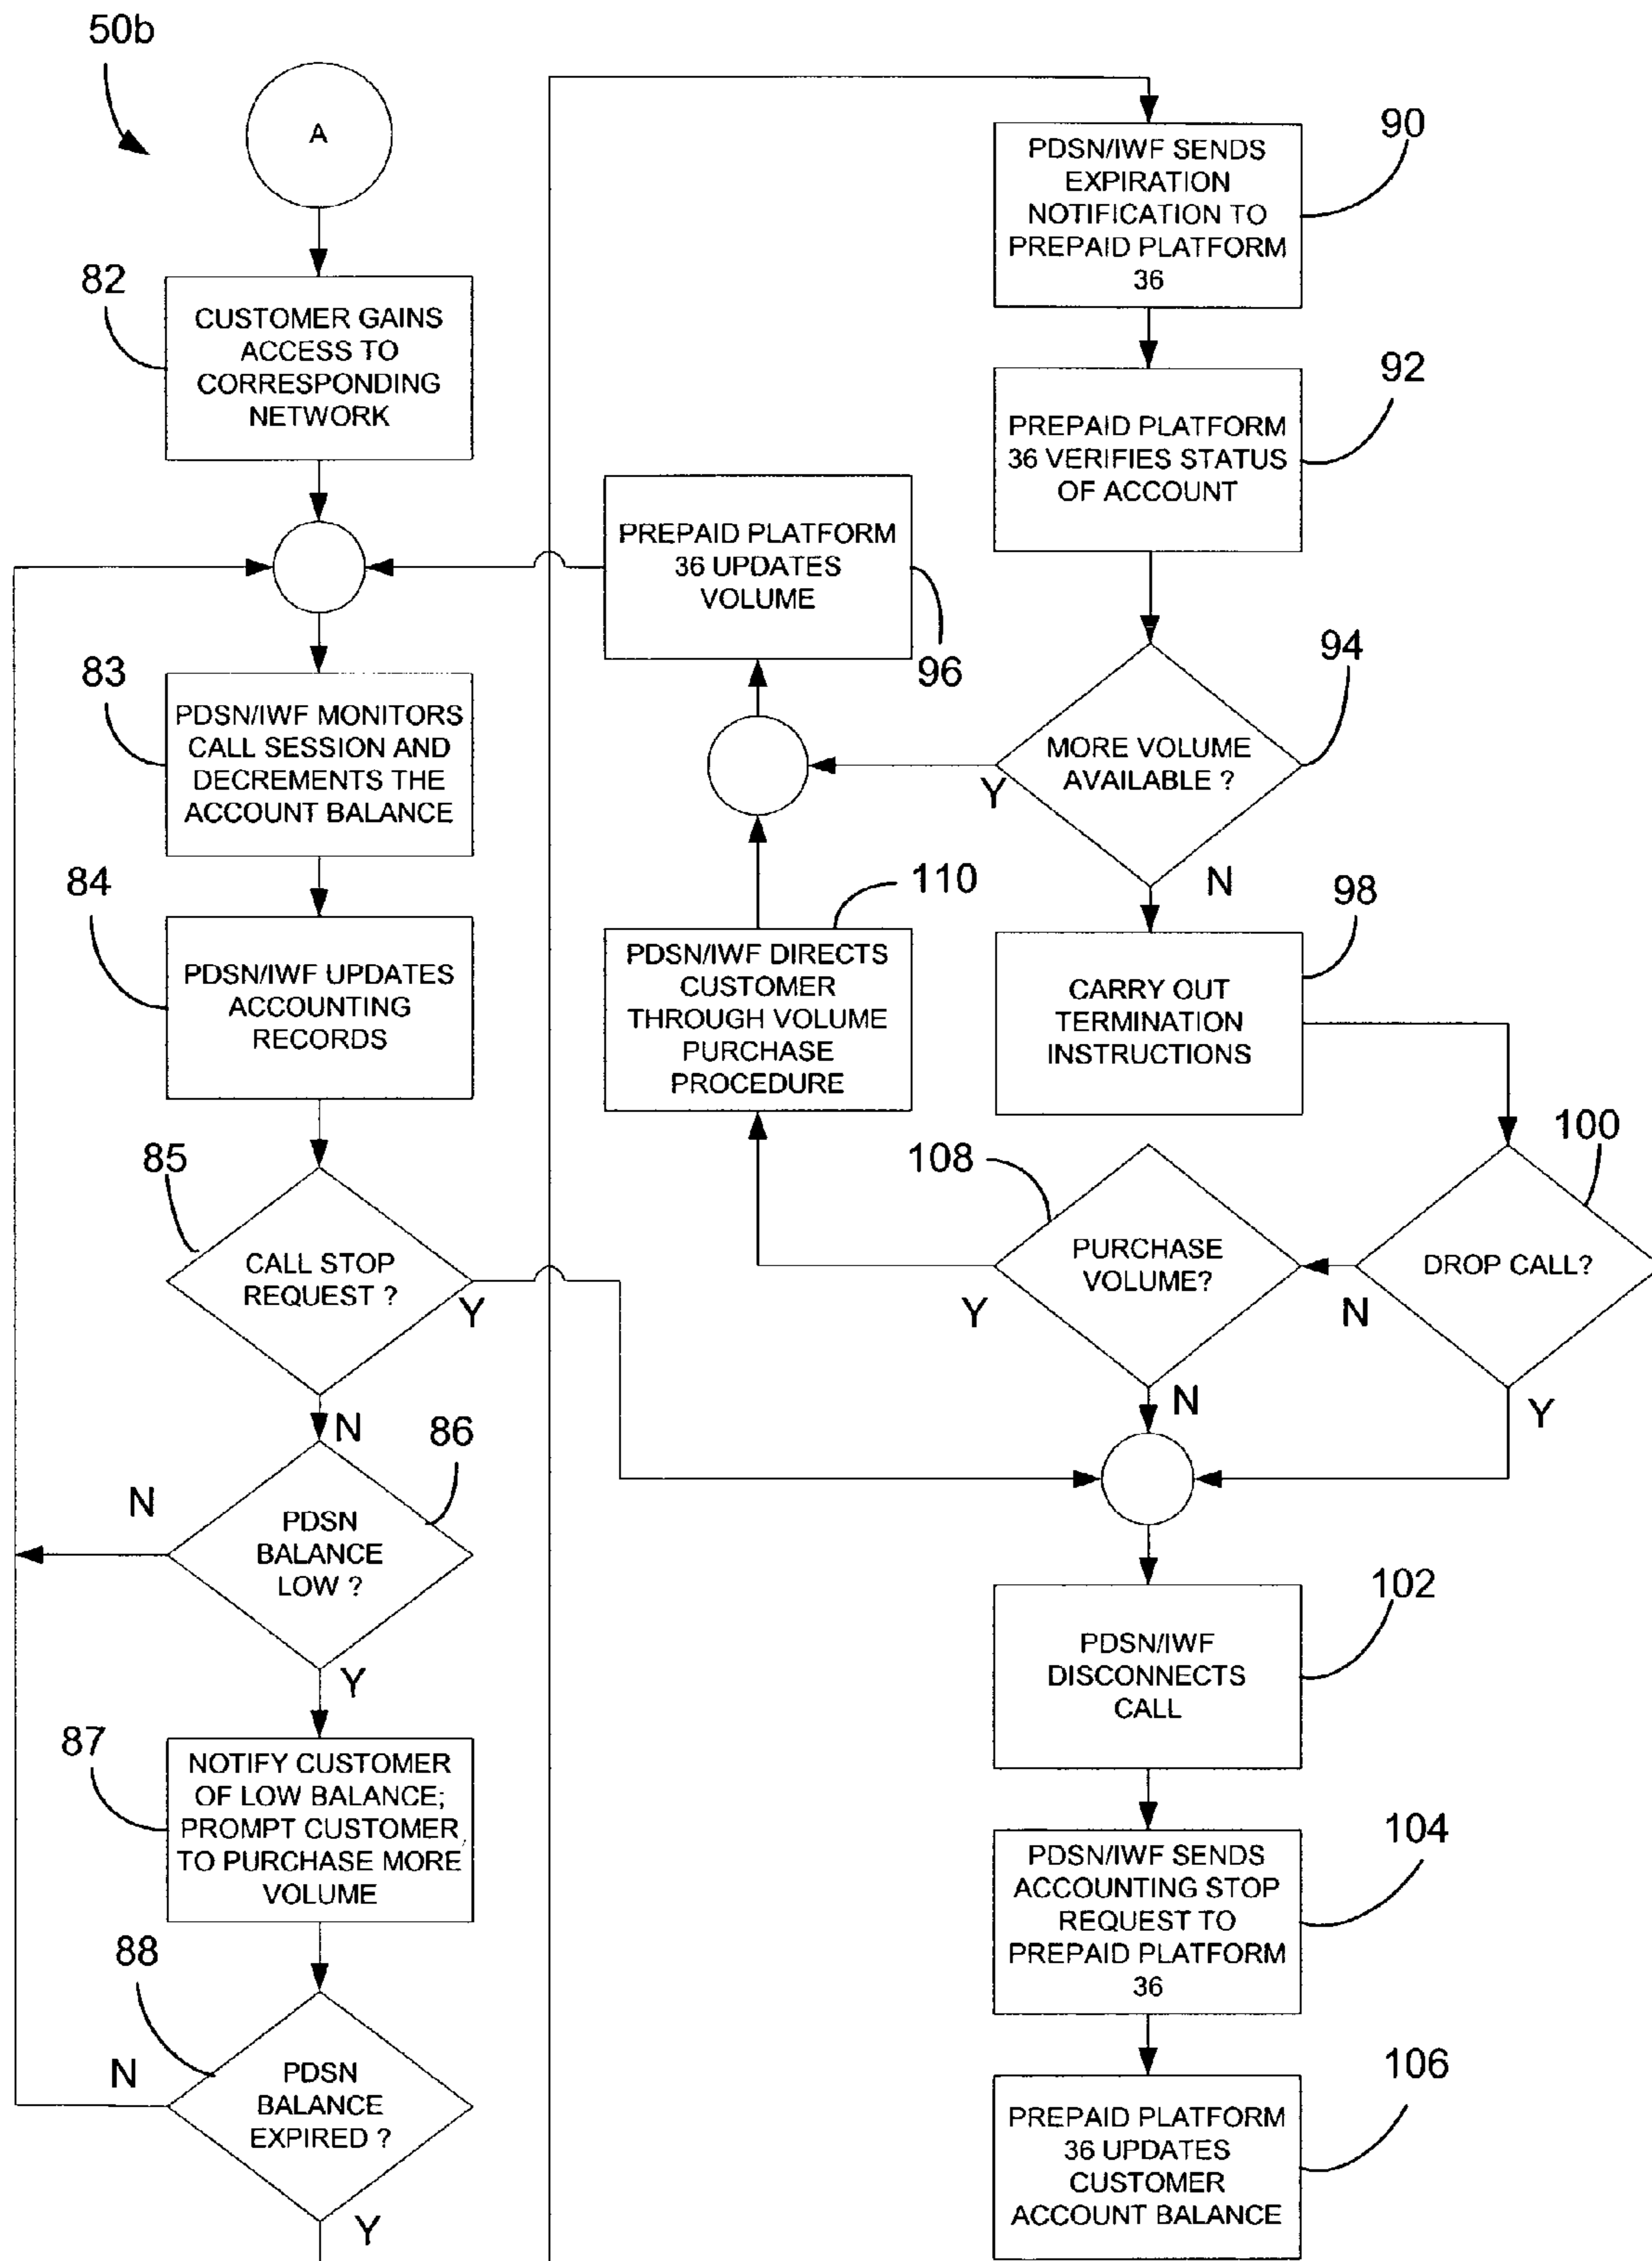 50b
A
82
CUSTOMER GAINS
ACCESS TO
CORRESPONDING
NETWORK
83
PDSN/IWF MONITORS
CALL SESSION AND
DECREMENTS THE
ACCOUNT BALANCE
84
PDSN/IWF UPDATES
ACCOUNTING
RECORDS
85
CALL STOP
REQUEST ?
Y
N
86
PDSN
BALANCE
LOW ?
N
Y
87
NOTIFY CUSTOMER
OF LOW BALANCE;
PROMPT CUSTOMER
TO PURCHASE MORE
VOLUME
88
PDSN
BALANCE
EXPIRED ?
N
Y
90
PDSN/IWF SENDS
EXPIRATION
NOTIFICATION TO
PREPAID PLATFORM
36
92
PREPAID PLATFORM
36 VERIFIES STATUS
OF ACCOUNT
94
MORE VOLUME
AVAILABLE ?
Y
N
PREPAID PLATFORM
36 UPDATES
VOLUME
96
98
CARRY OUT
TERMINATION
INSTRUCTIONS
100
DROP CALL?
N
Y
108
PURCHASE
VOLUME?
Y
N
110
PDSN/IWF DIRECTS
CUSTOMER
THROUGH VOLUME
PURCHASE
PROCEDURE
102
PDSN/IWF
DISCONNECTS
CALL
104
PDSN/IWF SENDS
ACCOUNTING STOP
REQUEST TO
PREPAID PLATFORM
36
106
PREPAID PLATFORM
36 UPDATES
CUSTOMER
ACCOUNT BALANCE